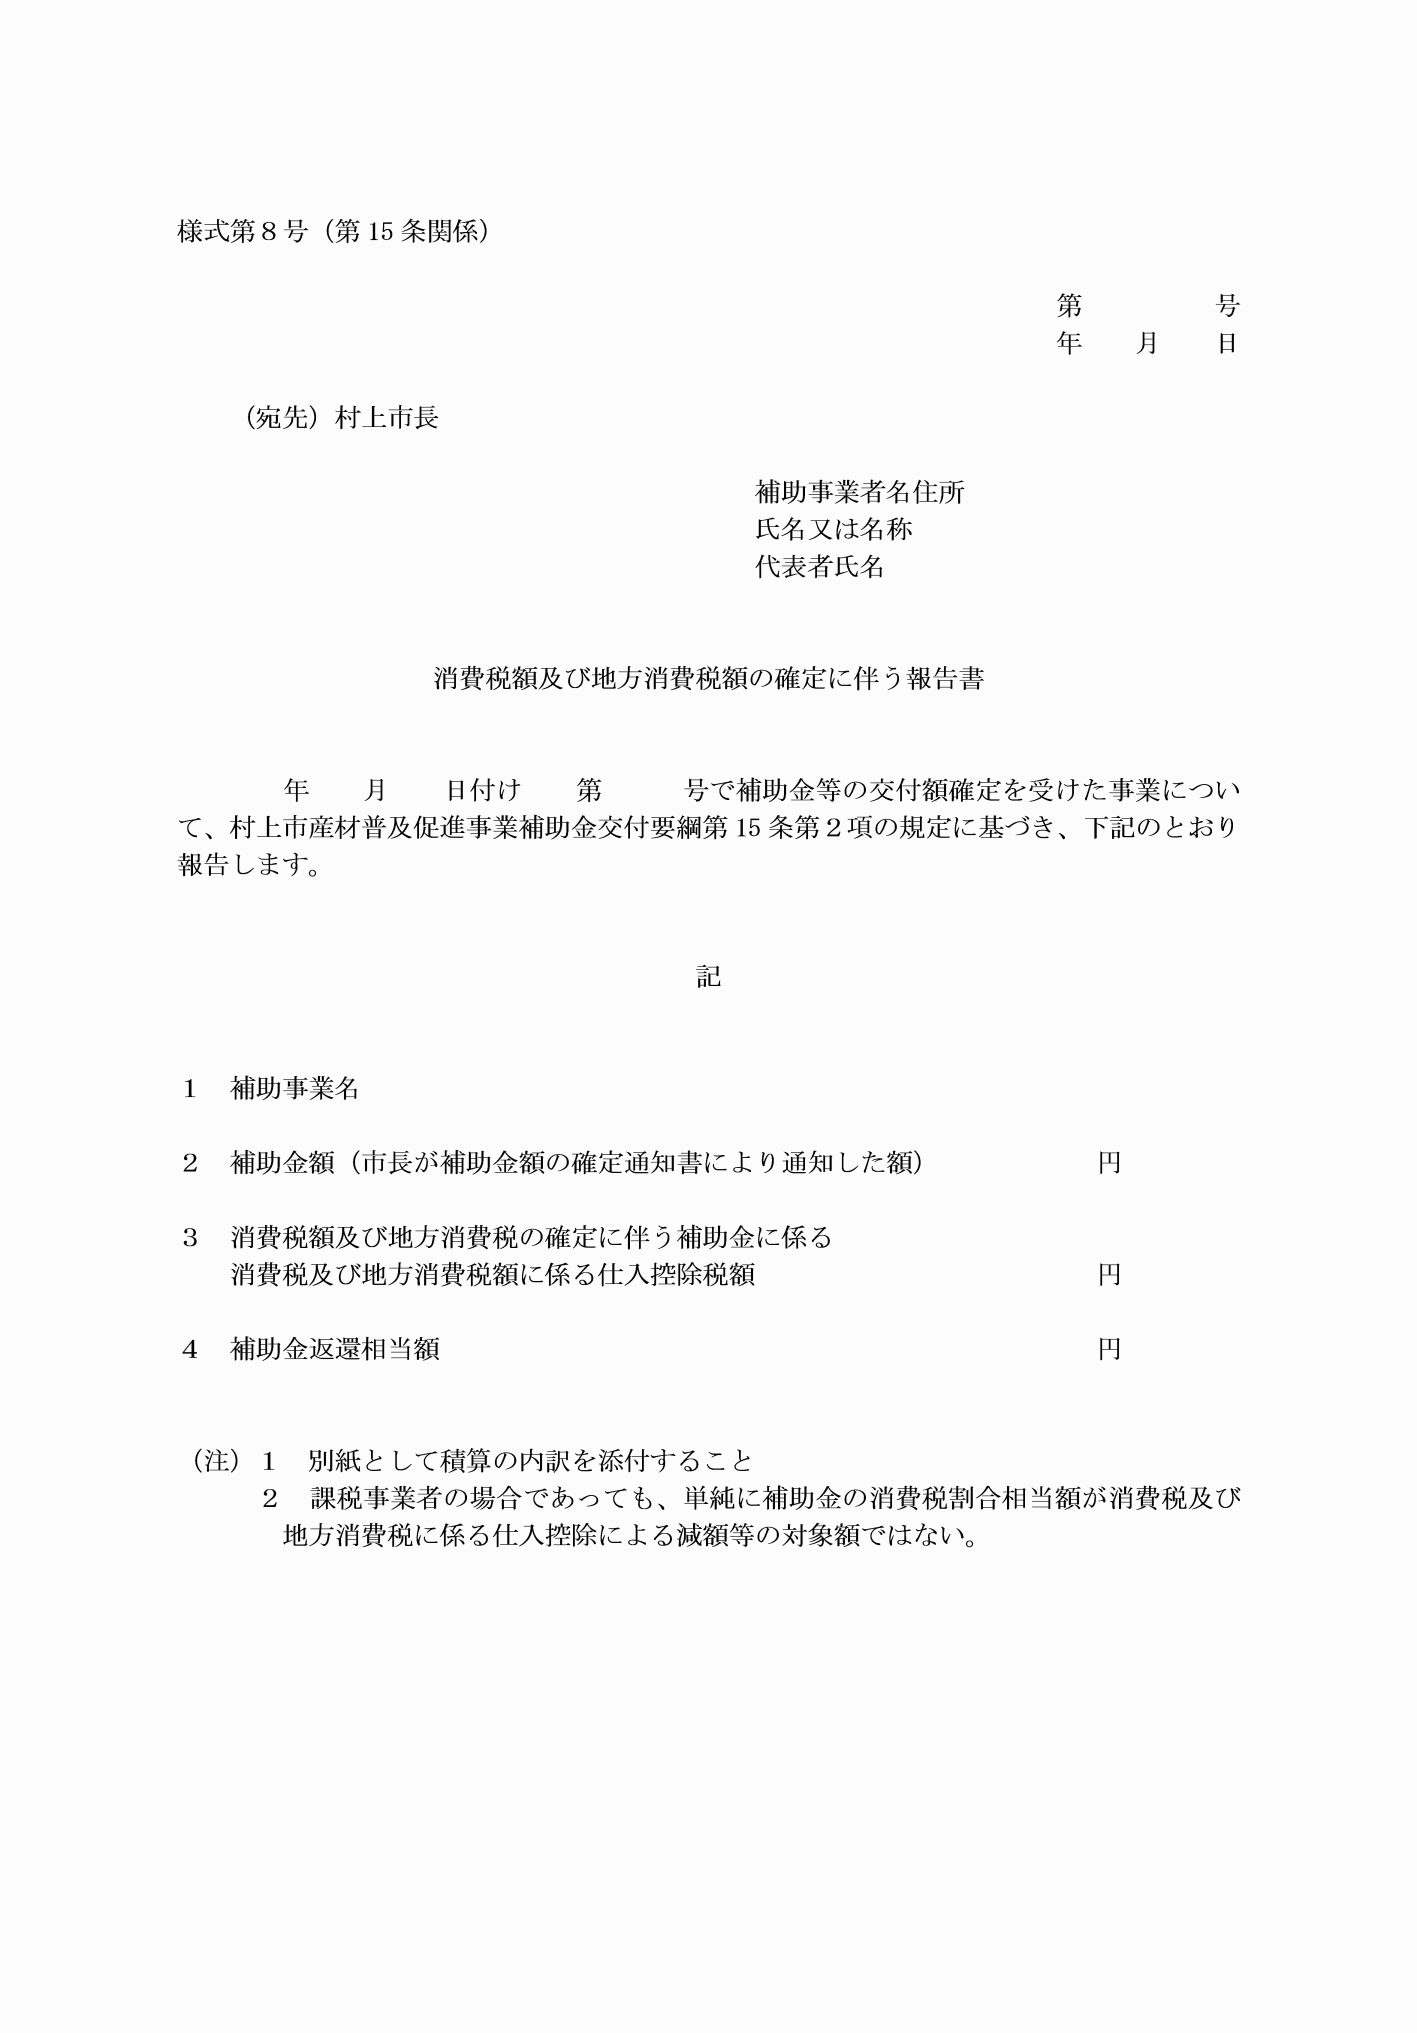 様式第８号（第 15 条関係）
第　　　　　号
年　　月　　日
（宛先）村上市長
補助事業者名住所
氏名又は名称
代表者氏名
消費税額及び地方消費税額の確定に伴う報告書
年　　月　　日付け　　第　　　号で補助金等の交付額確定を受けた事業につい
て、村上市産材普及促進事業補助金交付要綱第 15 条第２項の規定に基づき、下記のとおり
報告します。
記
１　補助事業名
２　補助金額（市長が補助金額の確定通知書により通知した額）　　　　　　　円
３　消費税額及び地方消費税の確定に伴う補助金に係る
消費税及び地方消費税額に係る仕入控除税額　　　　　　　　　　　　　円
４　補助金返還相当額　　　　　　　　　　　　　　　　　　　　　　　　　円
（注）１　別紙として積算の内訳を添付すること
２　課税事業者の場合であっても、単純に補助金の消費税割合相当額が消費税及び
地方消費税に係る仕入控除による減額等の対象額ではない。